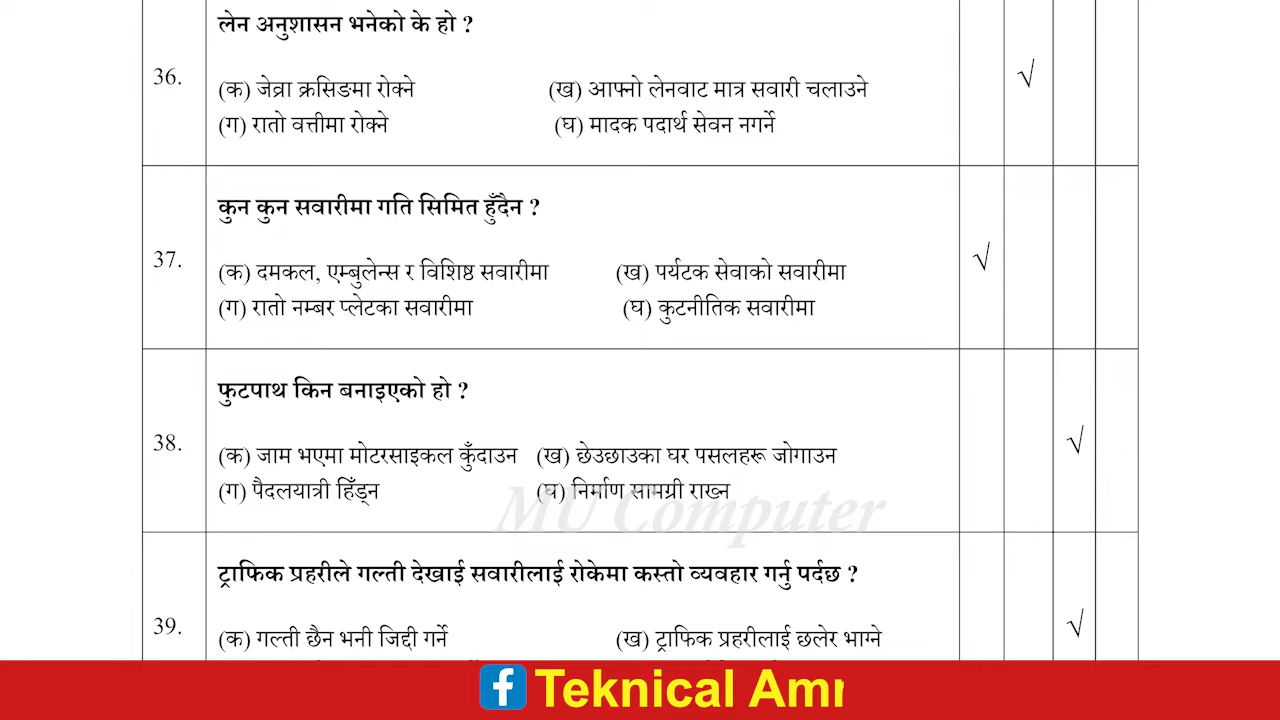 लेन अनुशासन भनेको के हो ?
36.
(क) जेव्रा क्रसिङमा रोक्ने (ख) आफ्नो लेनवाट मात्र सवारी चलाउने √
(ग) रातो वत्तीमा रोक्ने (घ) मादक पदार्थ सेवन नगर्ने
कुन कुन सवारीमा गति सिमित हुँदैन ?
37.
(क) दमकल, एम्बुलेन्स र विशिष्ठ सवारीमा (ख) पर्यटक सेवाको सवारीमा √
(ग) रातो नम्बर प्लेटका सवारीमा (घ) कुटनीतिक सवारीमा
फुटपाथ किन बनाइएको हो ?
38.
(क) जाम भएमा मोटरसाइकल कुँदाउन (ख) छेउछाउका घर पसलहरू जोगाउन √
(ग) पैदलयात्री हिँड्न (घ) निर्माण सामग्री राख्न
MU Computer
ट्राफिक प्रहरीले गल्ती देखाई सवारीलाई रोकेमा कस्तो व्यवहार गर्नु पर्दछ ?
39.
(क) गल्ती छैन भनी जिद्दी गर्ने (ख) ट्राफिक प्रहरीलाई छलेर भाग्ने √
Teknical